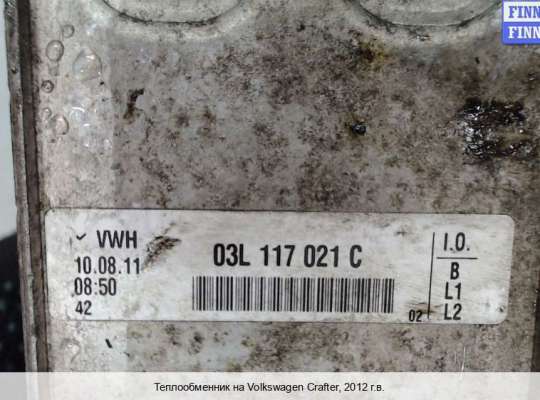 FINN
FINN
VWH
10.08.11
08:50
42
03L 117 021 C
02
I.O.
B
L1
L2
Теплообменник на Volkswagen Crafter, 2012 г.в.